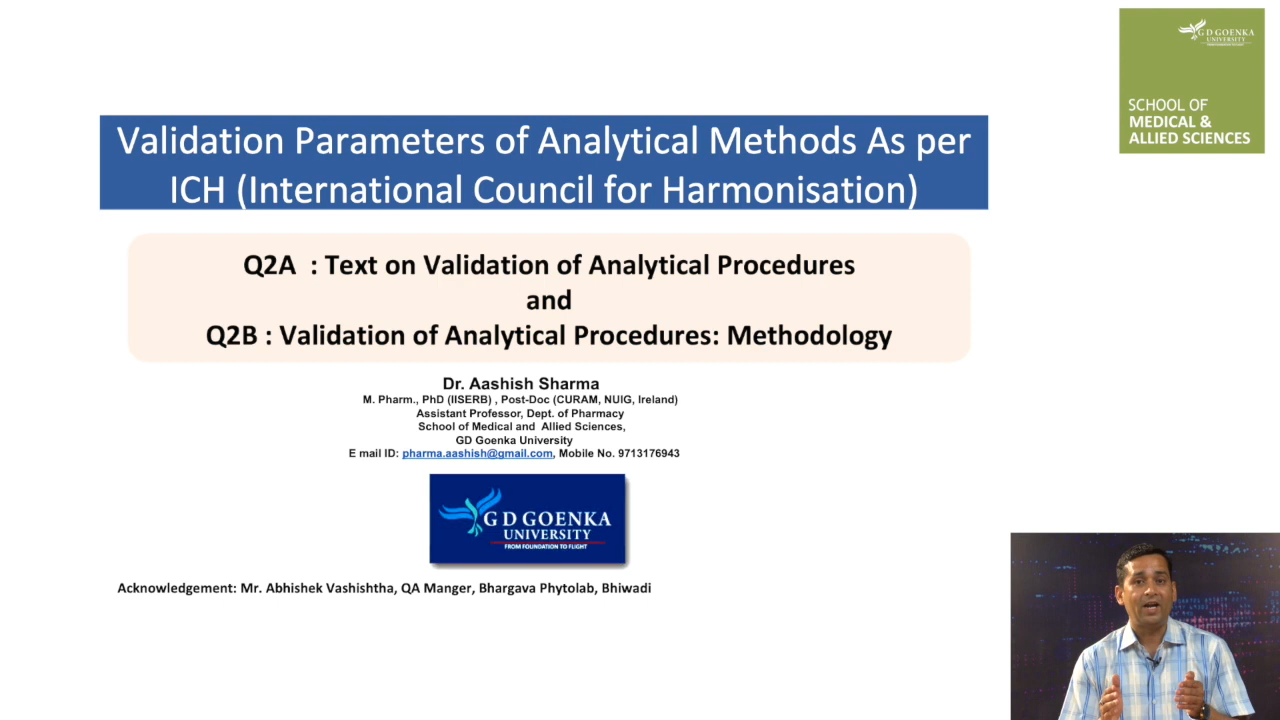 G D GOENKA
UNIVERSITY
SCHOOL OF
MEDICAL &
ALLIED SCIENCES
Validation Parameters of Analytical Methods As per
ICH (International Council for Harmonisation)
Q2A : Text on Validation of Analytical Procedures
and
Q2B : Validation of Analytical Procedures: Methodology
Dr. Aashish Sharma
M. Pharm., PhD (IISERB) , Post-Doc (CURAM, NUIG, Ireland)
Assistant Professor, Dept. of Pharmacy
School of Medical and Allied Sciences,
GD Goenka University
E mail ID: pharma.aashish@gmail.com, Mobile No. 9713176943
G D GOENKA
UNIVERSITY
FROM FOUNDATION TO FLIGHT
Acknowledgement: Mr. Abhishek Vashishtha, QA Manger, Bhargava Phytolab, Bhiwadi